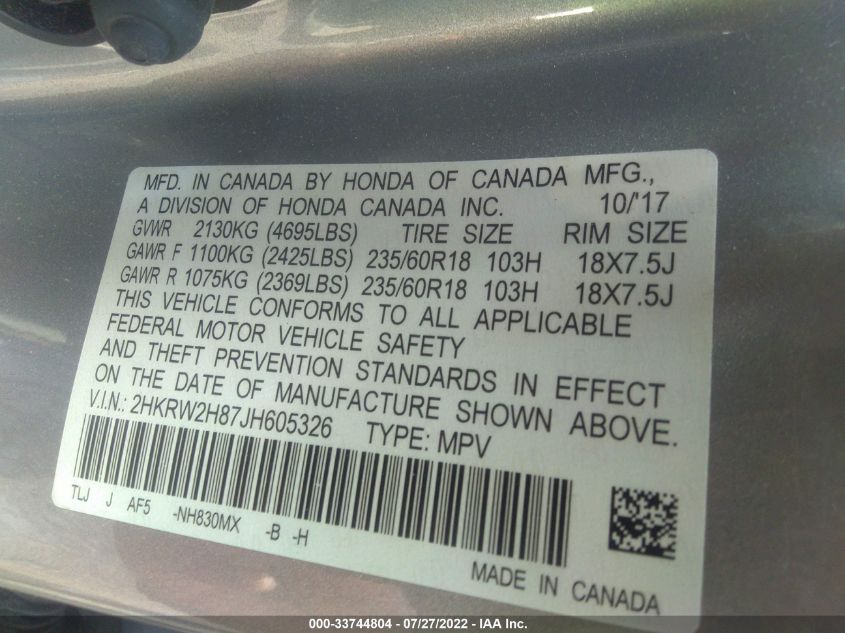 MFD. IN CANADA BY HONDA OF CANADA MFG.,
A DIVISION OF HONDA CANADA INC. 10/'17
GVWR 2130KG (4695LBS) TIRE SIZE RIM SIZE
GAWR F 1100KG (2425LBS) 235/60R18 103H 18X7.5J
GAWR R 1075KG (2369LBS) 235/60R18 103H 18X7.5J
THIS VEHICLE CONFORMS TO ALL APPLICABLE
FEDERAL MOTOR VEHICLE SAFETY
AND THEFT PREVENTION STANDARDS IN EFFECT
ON THE DATE OF MANUFACTURE SHOWN ABOVE.
V.I.N.: 2HKRW2H87JH605326 TYPE: MPV
TLJ J AF5 -NH830MX -B -H
MADE IN CANADA
000-33744804 - 07/27/2022 - IAA Inc.